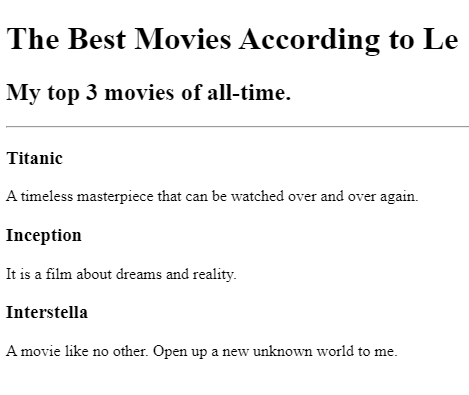 The Best Movies According to Le
My top 3 movies of all-time.
Titanic
A timeless masterpiece that can be watched over and over again.
Inception
It is a film about dreams and reality.
Interstella
A movie like no other. Open up a new unknown world to me.